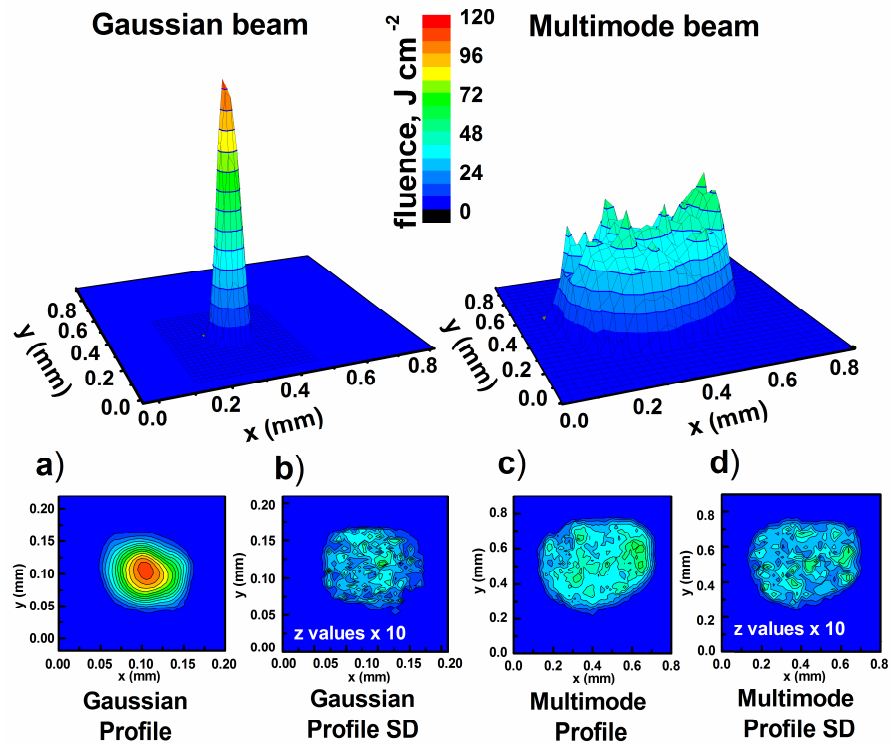 Gaussian beam
Multimode beam
fluence, J cm-2
120
96
72
48
24
0
y (mm)
0.8
0.6
0.4
0.2
0.0
0.0
0.2
0.4
0.6
0.8
x (mm)
y (mm)
0.8
0.6
0.4
0.2
0.0
0.0
0.2
0.4
0.6
0.8
x (mm)
a)
b)
c)
d)
y (mm)
0.20
0.15
0.10
0.05
0.00
0.00
0.05
0.10
0.15
0.20
x (mm)
Gaussian
Profile
y (mm)
0.20
0.15
0.10
0.05
0.00
z values x 10
0.00
0.05
0.10
0.15
0.20
x (mm)
Gaussian
Profile SD
y (mm)
0.8
0.6
0.4
0.2
0.0
0.0
0.2
0.4
0.6
0.8
x (mm)
Multimode
Profile
y (mm)
0.8
0.6
0.4
0.2
0.0
z values x 10
0.0
0.2
0.4
0.6
0.8
x (mm)
Multimode
Profile SD